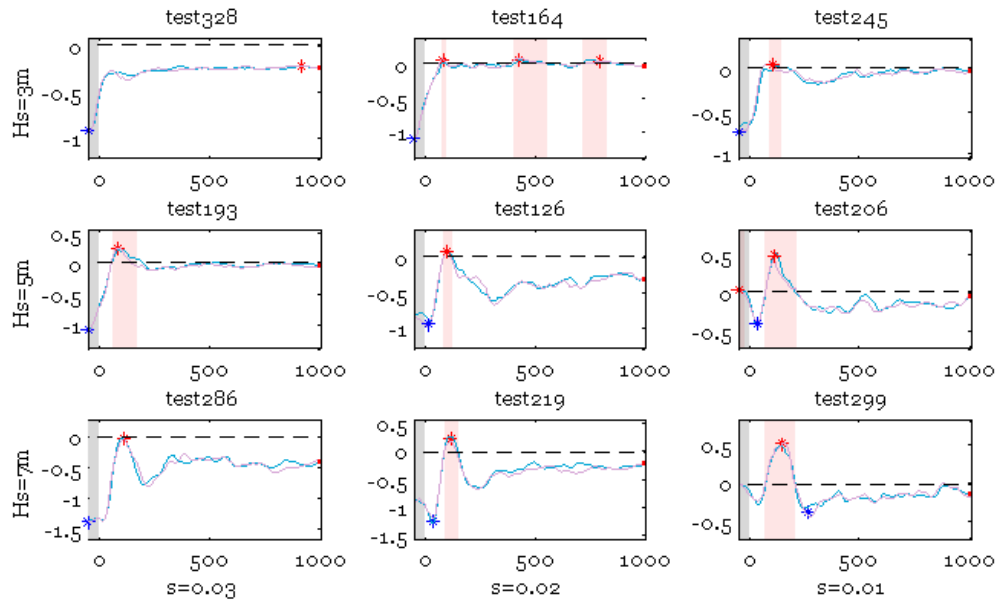 test328 test164 test245
0 0 0
-0.5 -0.5 -0.5
-1 -1 -1
Hs=3m
0 500 1000 0 500 1000 0 500 1000
test193 test126 test206
0.5 0 0.5
0 -0.5 0
-0.5 -1 -0.5
-1
Hs=5m
0 500 1000 0 500 1000 0 500 1000
test286 test219 test299
0 0.5 0.5
-0.5 0 0
-1 -0.5 -0.5
-1.5 -1
-1.5
Hs=7m
0 500 1000 0 500 1000 0 500 1000
s=0.03 s=0.02 s=0.01